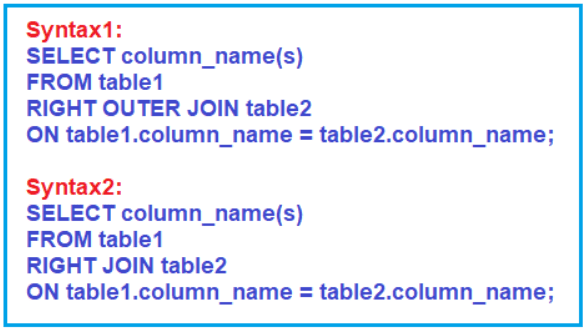 Syntax1:
SELECT column_name(s)
FROM table1
RIGHT OUTER JOIN table2
ON table1.column_name = table2.column_name;
Syntax2:
SELECT column_name(s)
FROM table1
RIGHT JOIN table2
ON table1.column_name = table2.column_name;